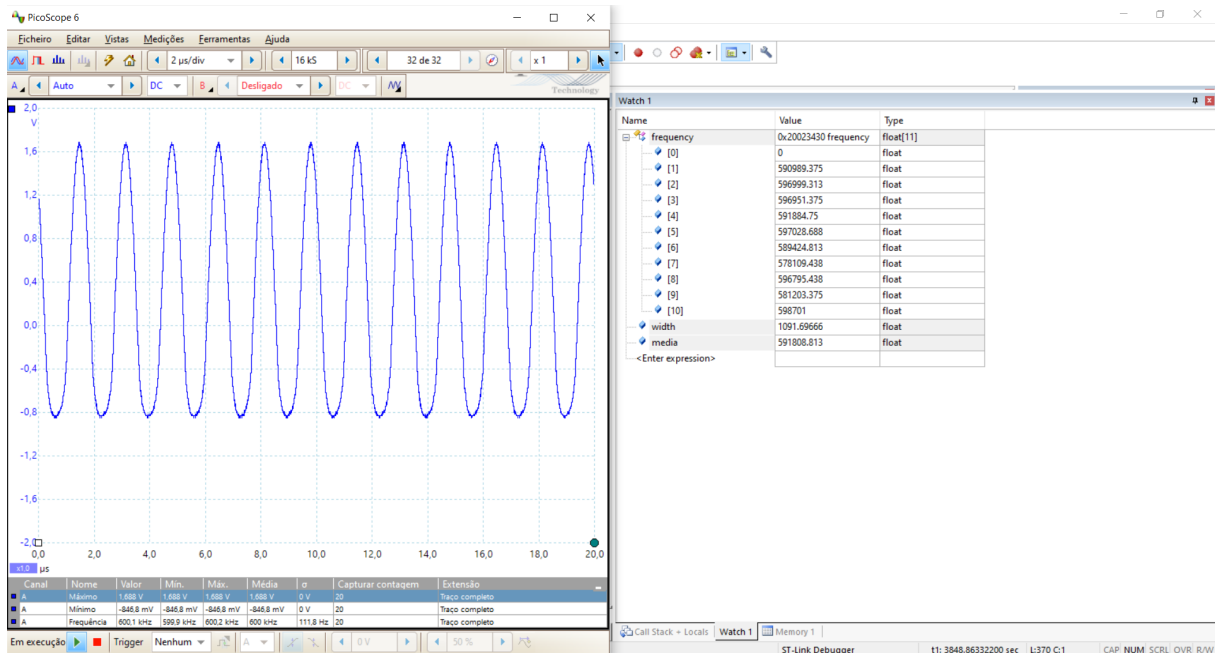 PicoScope 6
Ficheiro Editar Vistas Medições Ferramentas Ajuda
2 µs/div 16 kS 32 de 32 x 1
A Auto DC B Desligado DC
Technology
2,0
V
1,6
1,2
0,8
0,4
0,0
-0,4
-0,8
-1,2
-1,6
-2,0
0,0 2,0 4,0 6,0 8,0 10,0 12,0 14,0 16,0 18,0 20,0
x1,0 µs
Canal Nome Valor Mín. Máx. Média σ Capturar contagem Extensão
A Máximo 1,688 V 1,688 V 1,688 V 1,688 V 0 V 20 Traço completo
A Mínimo -846,8 mV -846,8 mV -846,8 mV -846,8 mV 0 V 20 Traço completo
A Frequência 600,1 kHz 599,9 kHz 600,2 kHz 600 kHz 111,8 Hz 20 Traço completo
Em execução Trigger Nenhum A 0 V 50 %
Watch 1
Name Value Type
frequency 0x20023430 frequency float[11]
[0] 0 float
[1] 590989.375 float
[2] 596999.313 float
[3] 596951.375 float
[4] 591884.75 float
[5] 597028.688 float
[6] 589424.813 float
[7] 578109.438 float
[8] 596795.438 float
[9] 581203.375 float
[10] 598701 float
width 1091.69666 float
media 591808.813 float
<Enter expression>
Call Stack + Locals Watch 1 Memory 1
ST-Link Debugger t1: 3848.86332200 sec L:370 C:1 CAP NUM SCRL OVR R/W